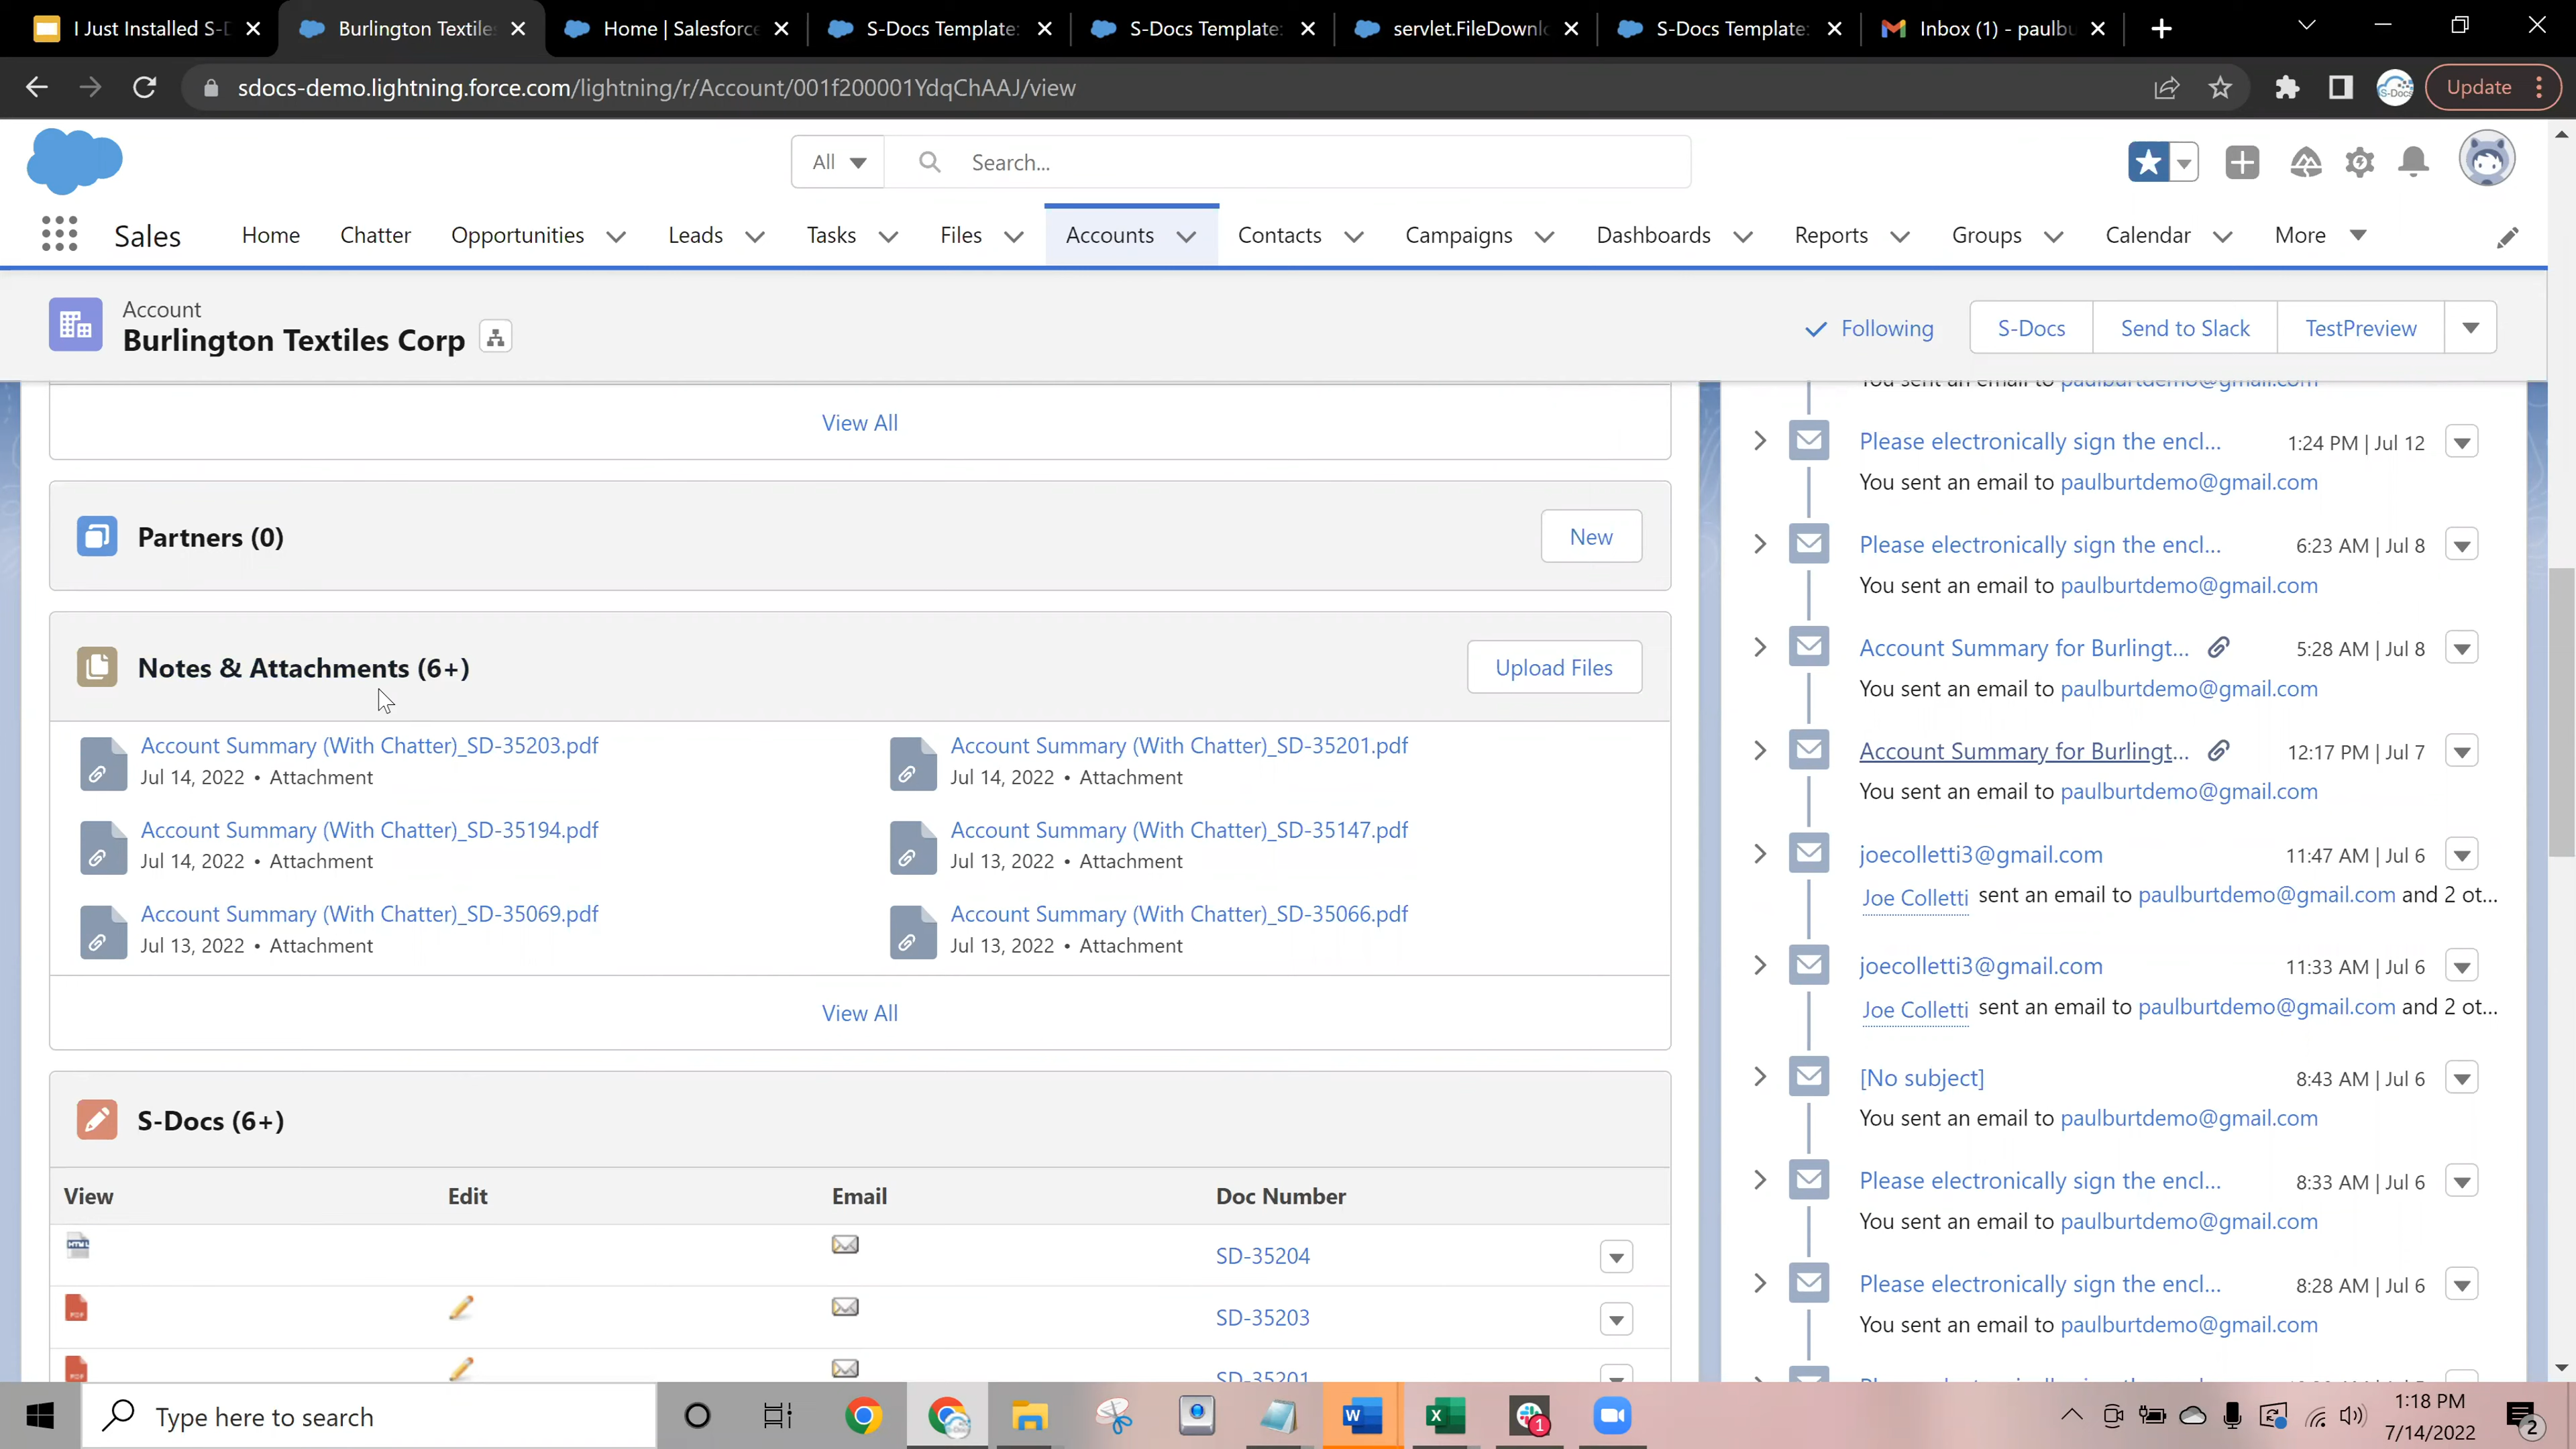 I Just Installed S-D
Burlington Textiles
Home | Salesforce
S-Docs Template:
S-Docs Template:
servlet.FileDownlo
S-Docs Template:
Inbox (1) - paulbu
sdocs-demo.lightning.force.com/lightning/r/Account/001f200001YdqChAAJ/view
Update
All
Search...
Sales
Home
Chatter
Opportunities
Leads
Tasks
Files
Accounts
Contacts
Campaigns
Dashboards
Reports
Groups
Calendar
More
Account
Burlington Textiles Corp
Following
S-Docs
Send to Slack
TestPreview
View All
Partners (0)
New
Notes & Attachments (6+)
Upload Files
Account Summary (With Chatter)_SD-35203.pdf
Jul 14, 2022 • Attachment
Account Summary (With Chatter)_SD-35201.pdf
Jul 14, 2022 • Attachment
Account Summary (With Chatter)_SD-35194.pdf
Jul 14, 2022 • Attachment
Account Summary (With Chatter)_SD-35147.pdf
Jul 13, 2022 • Attachment
Account Summary (With Chatter)_SD-35069.pdf
Jul 13, 2022 • Attachment
Account Summary (With Chatter)_SD-35066.pdf
Jul 13, 2022 • Attachment
View All
S-Docs (6+)
View Edit Email Doc Number
SD-35204
SD-35203
SD-35201
You sent an email to paulburtdemo@gmail.com
Please electronically sign the encl... 1:24 PM | Jul 12
You sent an email to paulburtdemo@gmail.com
Please electronically sign the encl... 6:23 AM | Jul 8
You sent an email to paulburtdemo@gmail.com
Account Summary for Burlingt... 5:28 AM | Jul 8
You sent an email to paulburtdemo@gmail.com
Account Summary for Burlingt... 12:17 PM | Jul 7
You sent an email to paulburtdemo@gmail.com
joecolletti3@gmail.com 11:47 AM | Jul 6
Joe Colletti sent an email to paulburtdemo@gmail.com and 2 ot...
joecolletti3@gmail.com 11:33 AM | Jul 6
Joe Colletti sent an email to paulburtdemo@gmail.com and 2 ot...
[No subject] 8:43 AM | Jul 6
You sent an email to paulburtdemo@gmail.com
Please electronically sign the encl... 8:33 AM | Jul 6
You sent an email to paulburtdemo@gmail.com
Please electronically sign the encl... 8:28 AM | Jul 6
You sent an email to paulburtdemo@gmail.com
Type here to search
1:18 PM
7/14/2022
2